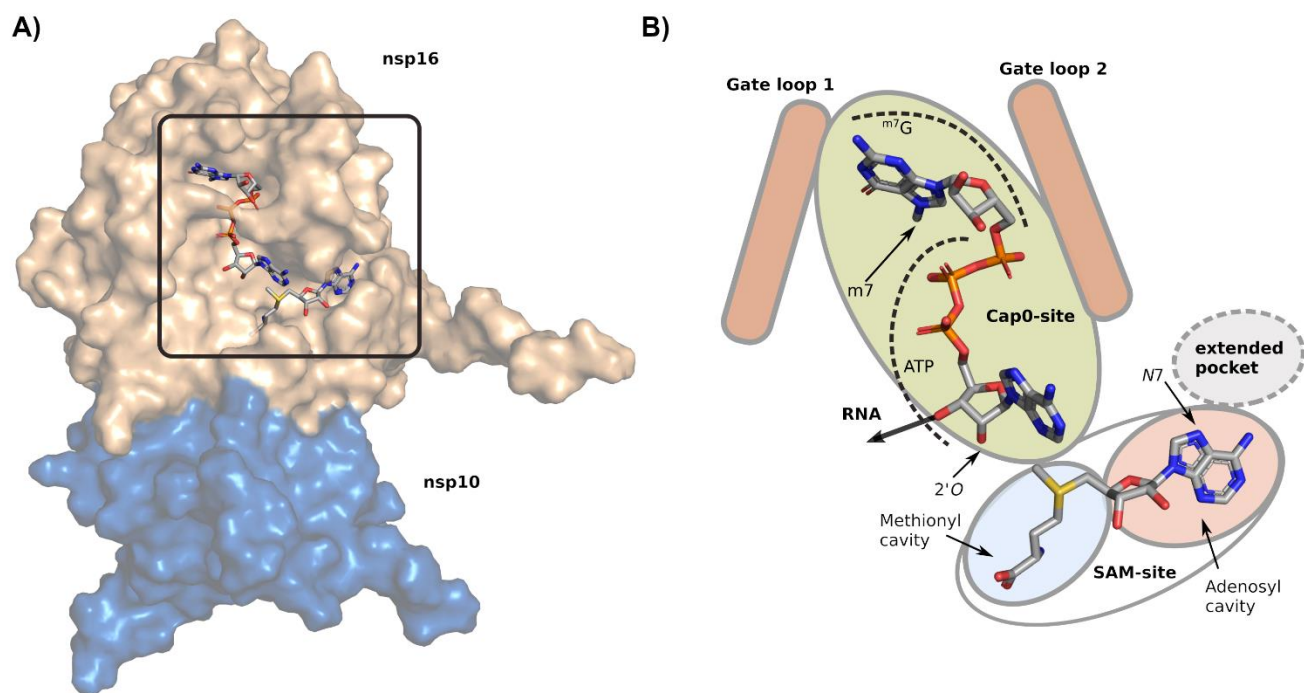 A)
nsp16
nsp10
B)
Gate loop 1
Gate loop 2
m7G
m7
Cap0-site
ATP
extended
pocket
N7
RNA
2'O
Methionyl
cavity
SAM-site
Adenosyl
cavity